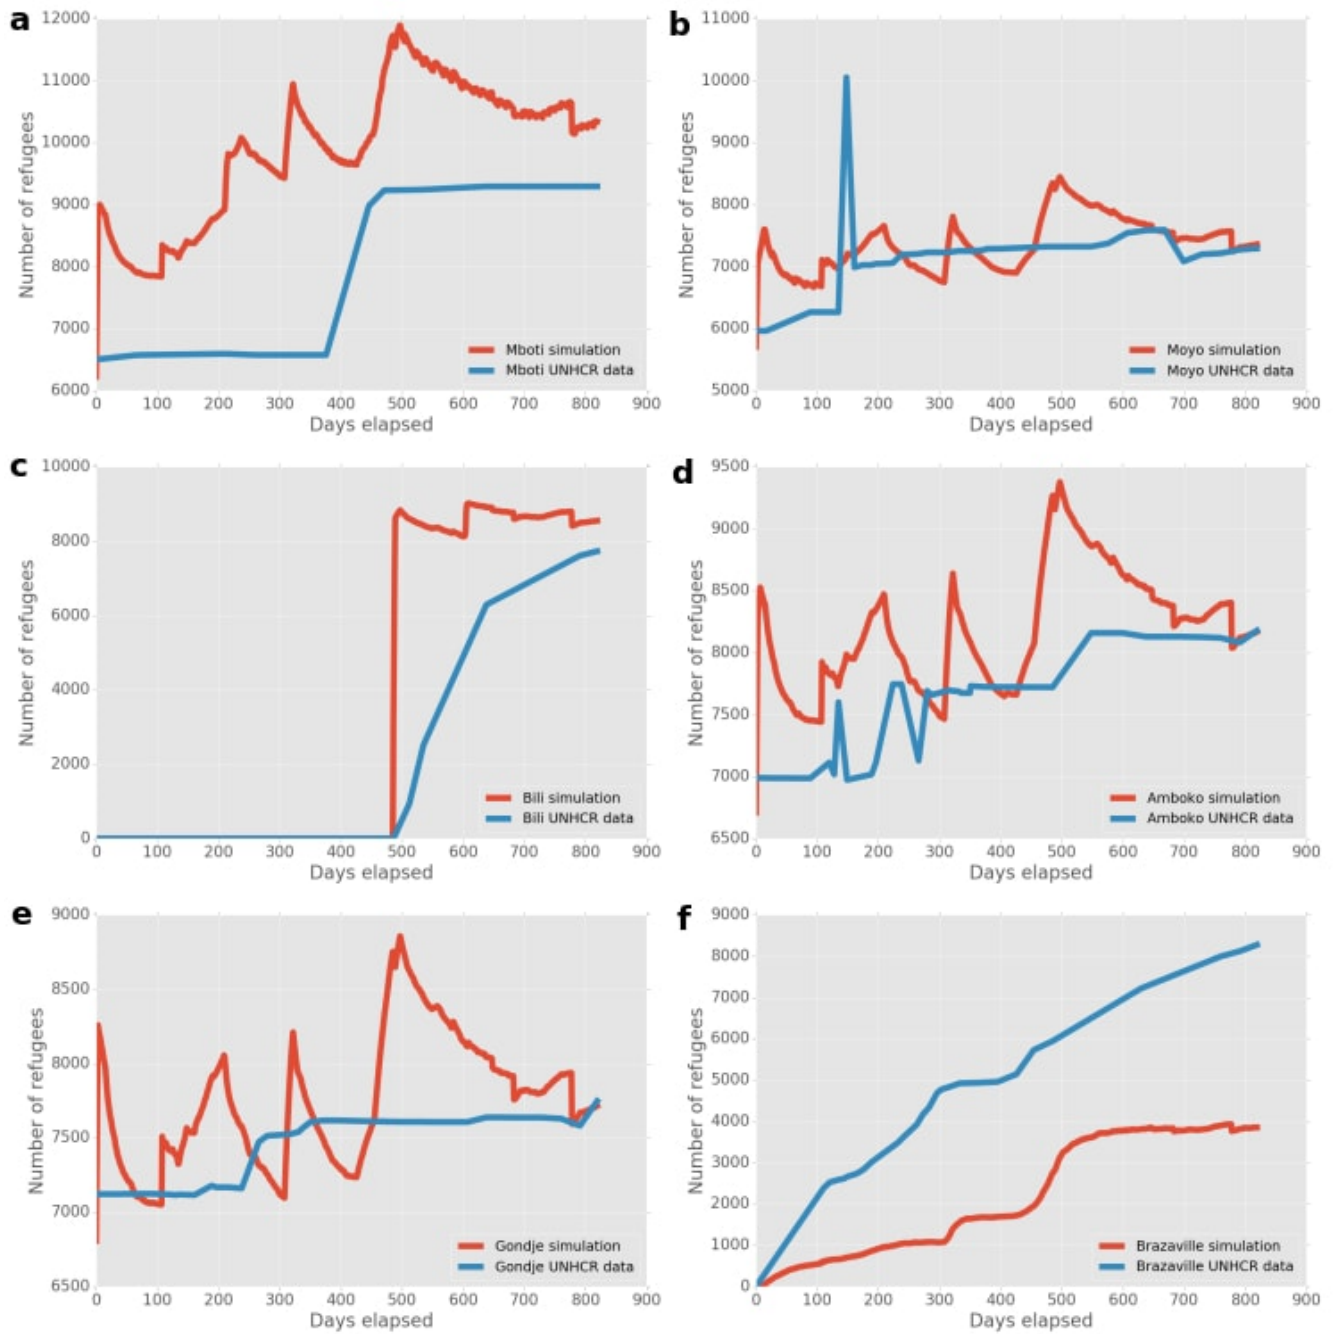 a
12000
11000
10000
9000
8000
7000
6000
Number of refugees
Mboti simulation
Mboti UNHCR data
0 100 200 300 400 500 600 700 800 900
Days elapsed
b
11000
10000
9000
8000
7000
6000
5000
Number of refugees
Moyo simulation
Moyo UNHCR data
0 100 200 300 400 500 600 700 800 900
Days elapsed
c
10000
8000
6000
4000
2000
0
Number of refugees
Bili simulation
Bili UNHCR data
0 100 200 300 400 500 600 700 800 900
Days elapsed
d
9500
9000
8500
8000
7500
7000
6500
Number of refugees
Amboko simulation
Amboko UNHCR data
0 100 200 300 400 500 600 700 800 900
Days elapsed
e
9000
8500
8000
7500
7000
6500
Number of refugees
Gondje simulation
Gondje UNHCR data
0 100 200 300 400 500 600 700 800 900
Days elapsed
f
9000
8000
7000
6000
5000
4000
3000
2000
1000
0
Number of refugees
Brazaville simulation
Brazaville UNHCR data
0 100 200 300 400 500 600 700 800 900
Days elapsed